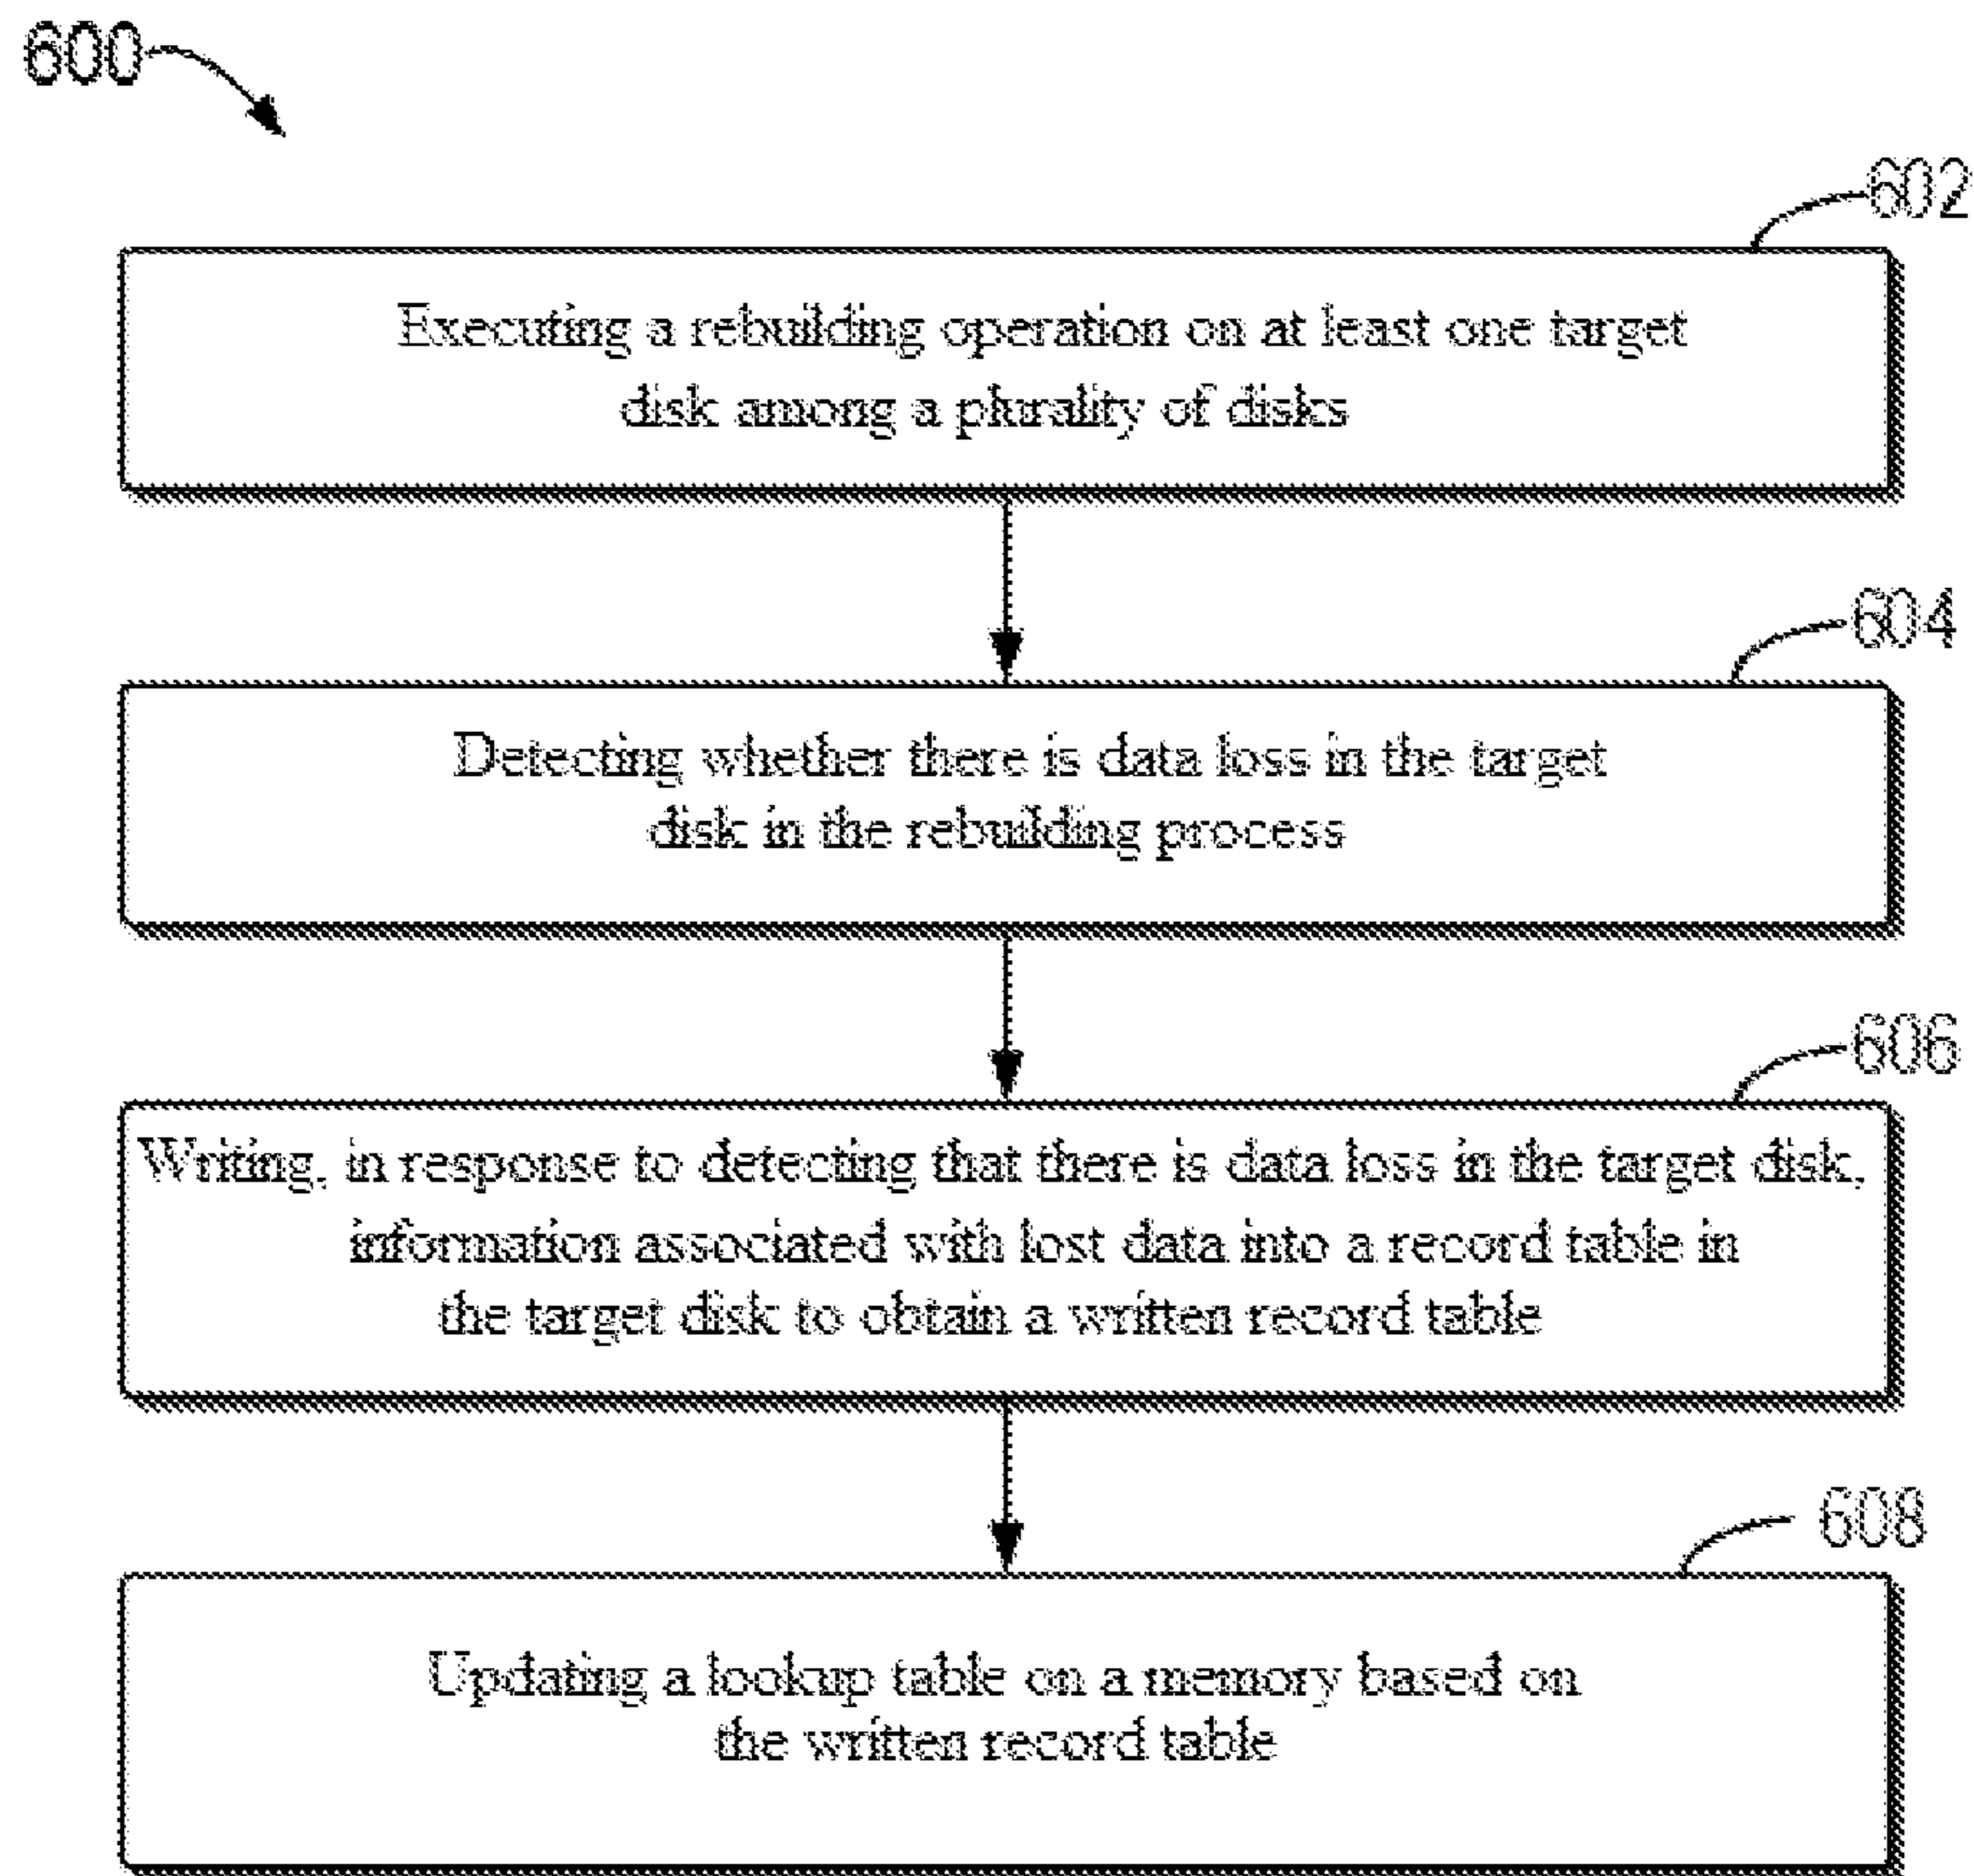 600
602
Executing a rebuilding operation on at least one target
disk among a plurality of disks
604
Detecting whether there is data loss in the target
disk in the rebuilding process
606
Writing, in response to detecting that there is data loss in the target disk,
information associated with lost data into a record table in
the target disk to obtain a written record table
608
Updating a lookup table on a memory based on
the written record table